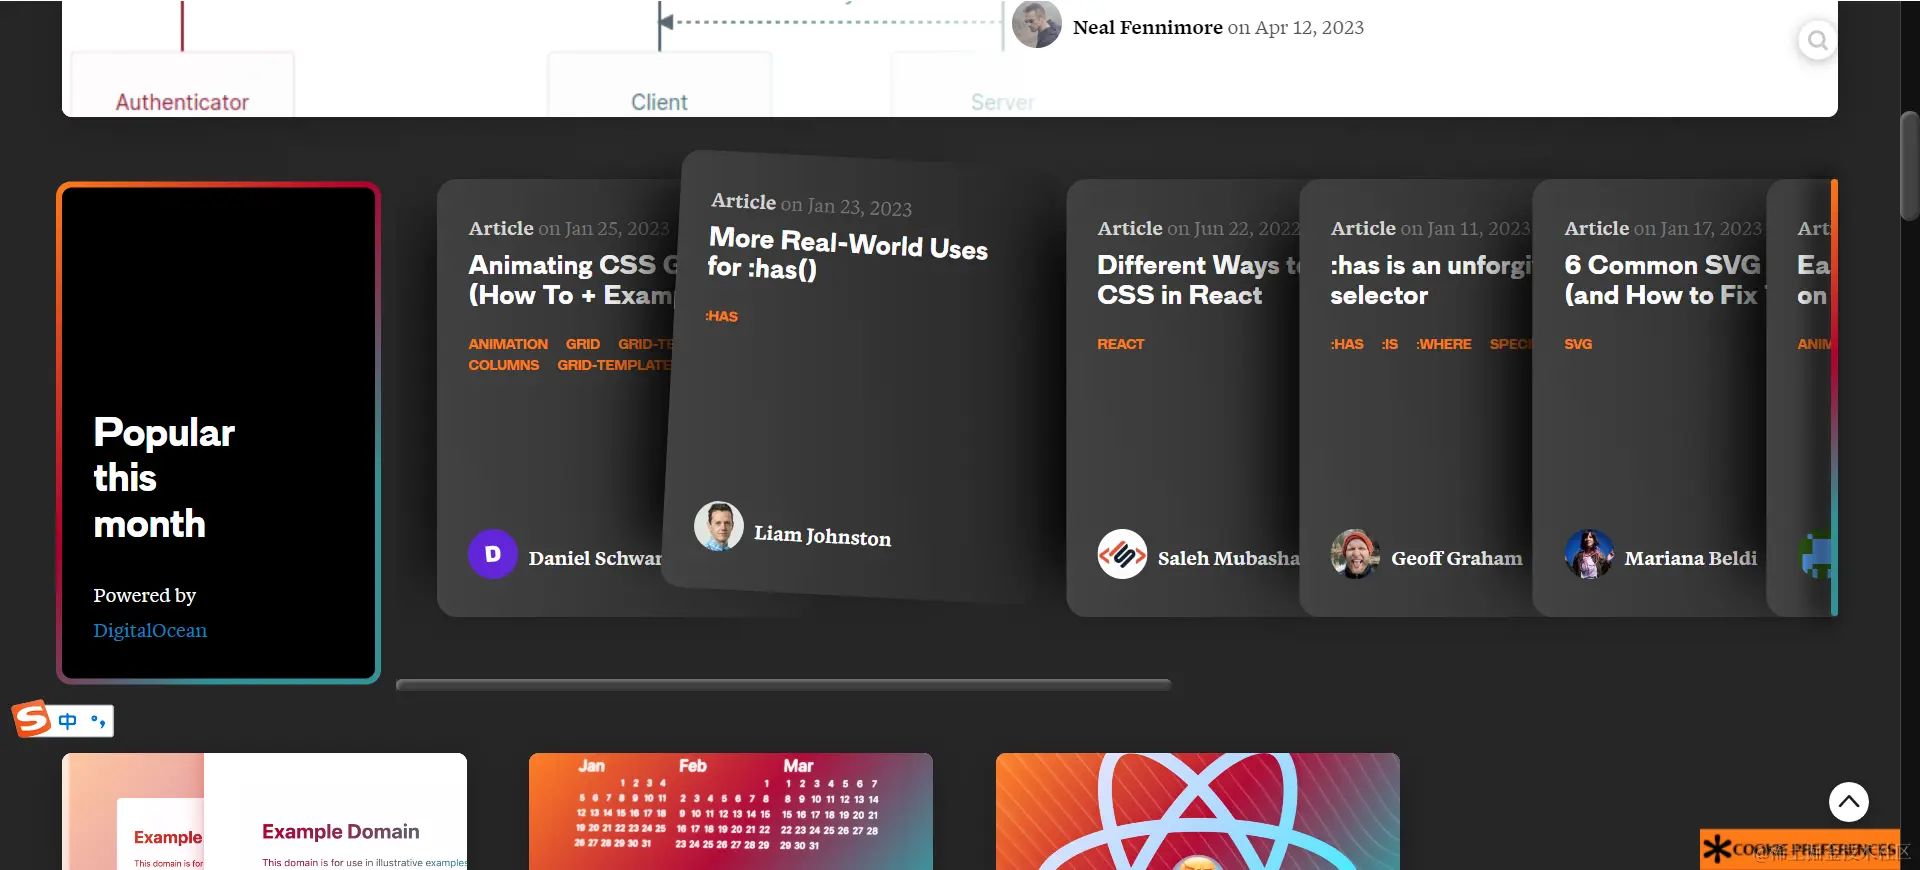 Neal Fennimore on Apr 12, 2023
Authenticator
Client
Server
Popular
this
month
Powered by
DigitalOcean
Article on Jan 25, 2023
Animating CSS G
(How To + Exam
ANIMATION GRID GRID-TE
COLUMNS GRID-TEMPLATE
D
Daniel Schwar
Article on Jan 23, 2023
More Real-World Uses
for :has()
:HAS
Liam Johnston
Article on Jun 22, 2022
Different Ways to
CSS in React
REACT
Saleh Mubasha
Article on Jan 11, 2023
:has is an unforgi
selector
:HAS :IS :WHERE SPECI
Geoff Graham
Article on Jan 17, 2023
6 Common SVG
(and How to Fix
SVG
Mariana Beldi
Art
Ea
on
ANIM
S 中 °,
Example
This domain is for
Example Domain
This domain is for use in illustrative examples
Jan Feb Mar
1 2 3 4 1 1 2 3 4 5 6 7
5 6 7 8 9 10 11 2 3 4 5 6 7 8 8 9 10 11 12 13 14
12 13 14 15 16 17 18 9 10 11 12 13 14 15 15 16 17 18 19 20 21
19 20 21 22 23 24 25 16 17 18 19 20 21 22 22 23 24 25 26 27 28
26 27 28 29 30 31 23 24 25 26 27 28 29 29 30 31
COOKIE PREFERENCES
@稀土掘金技术社区